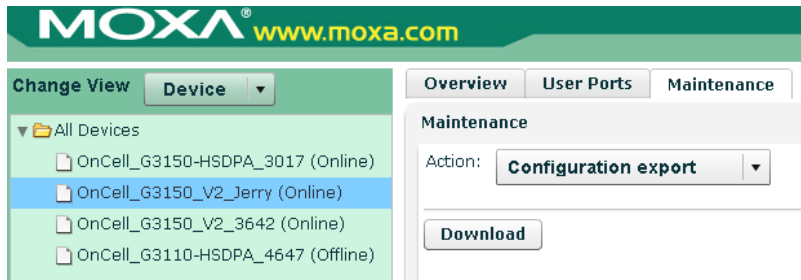 MOXA® www.moxa.com
Change View Device
All Devices
OnCell_G3150-HSDPA_3017 (Online)
OnCell_G3150_V2_Jerry (Online)
OnCell_G3150_V2_3642 (Online)
OnCell_G3110-HSDPA_4647 (Offline)
Overview User Ports Maintenance
Maintenance
Action: Configuration export
Download